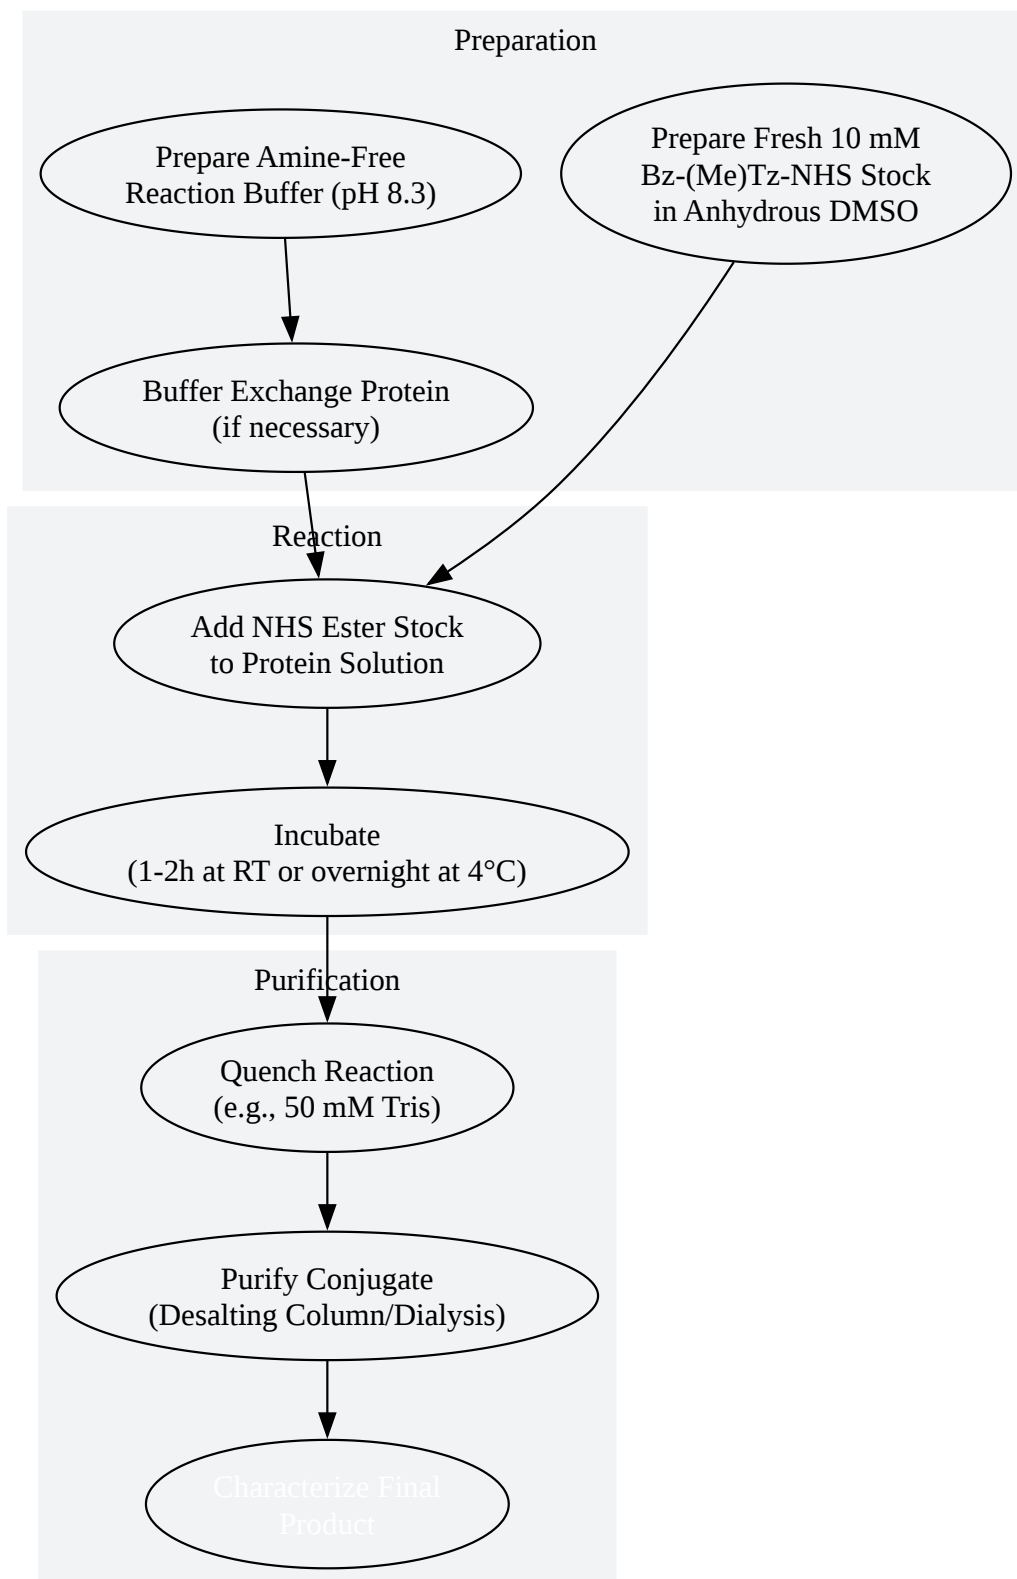 Preparation
Prepare Amine-Free
Reaction Buffer (pH 8.3)
Prepare Fresh 10 mM
Bz-(Me)Tz-NHS Stock
in Anhydrous DMSO
Buffer Exchange Protein
(if necessary)
Reaction
Add NHS Ester Stock
to Protein Solution
Incubate
(1-2h at RT or overnight at 4°C)
Purification
Quench Reaction
(e.g., 50 mM Tris)
Purify Conjugate
(Desalting Column/Dialysis)
Characterize Final
Product